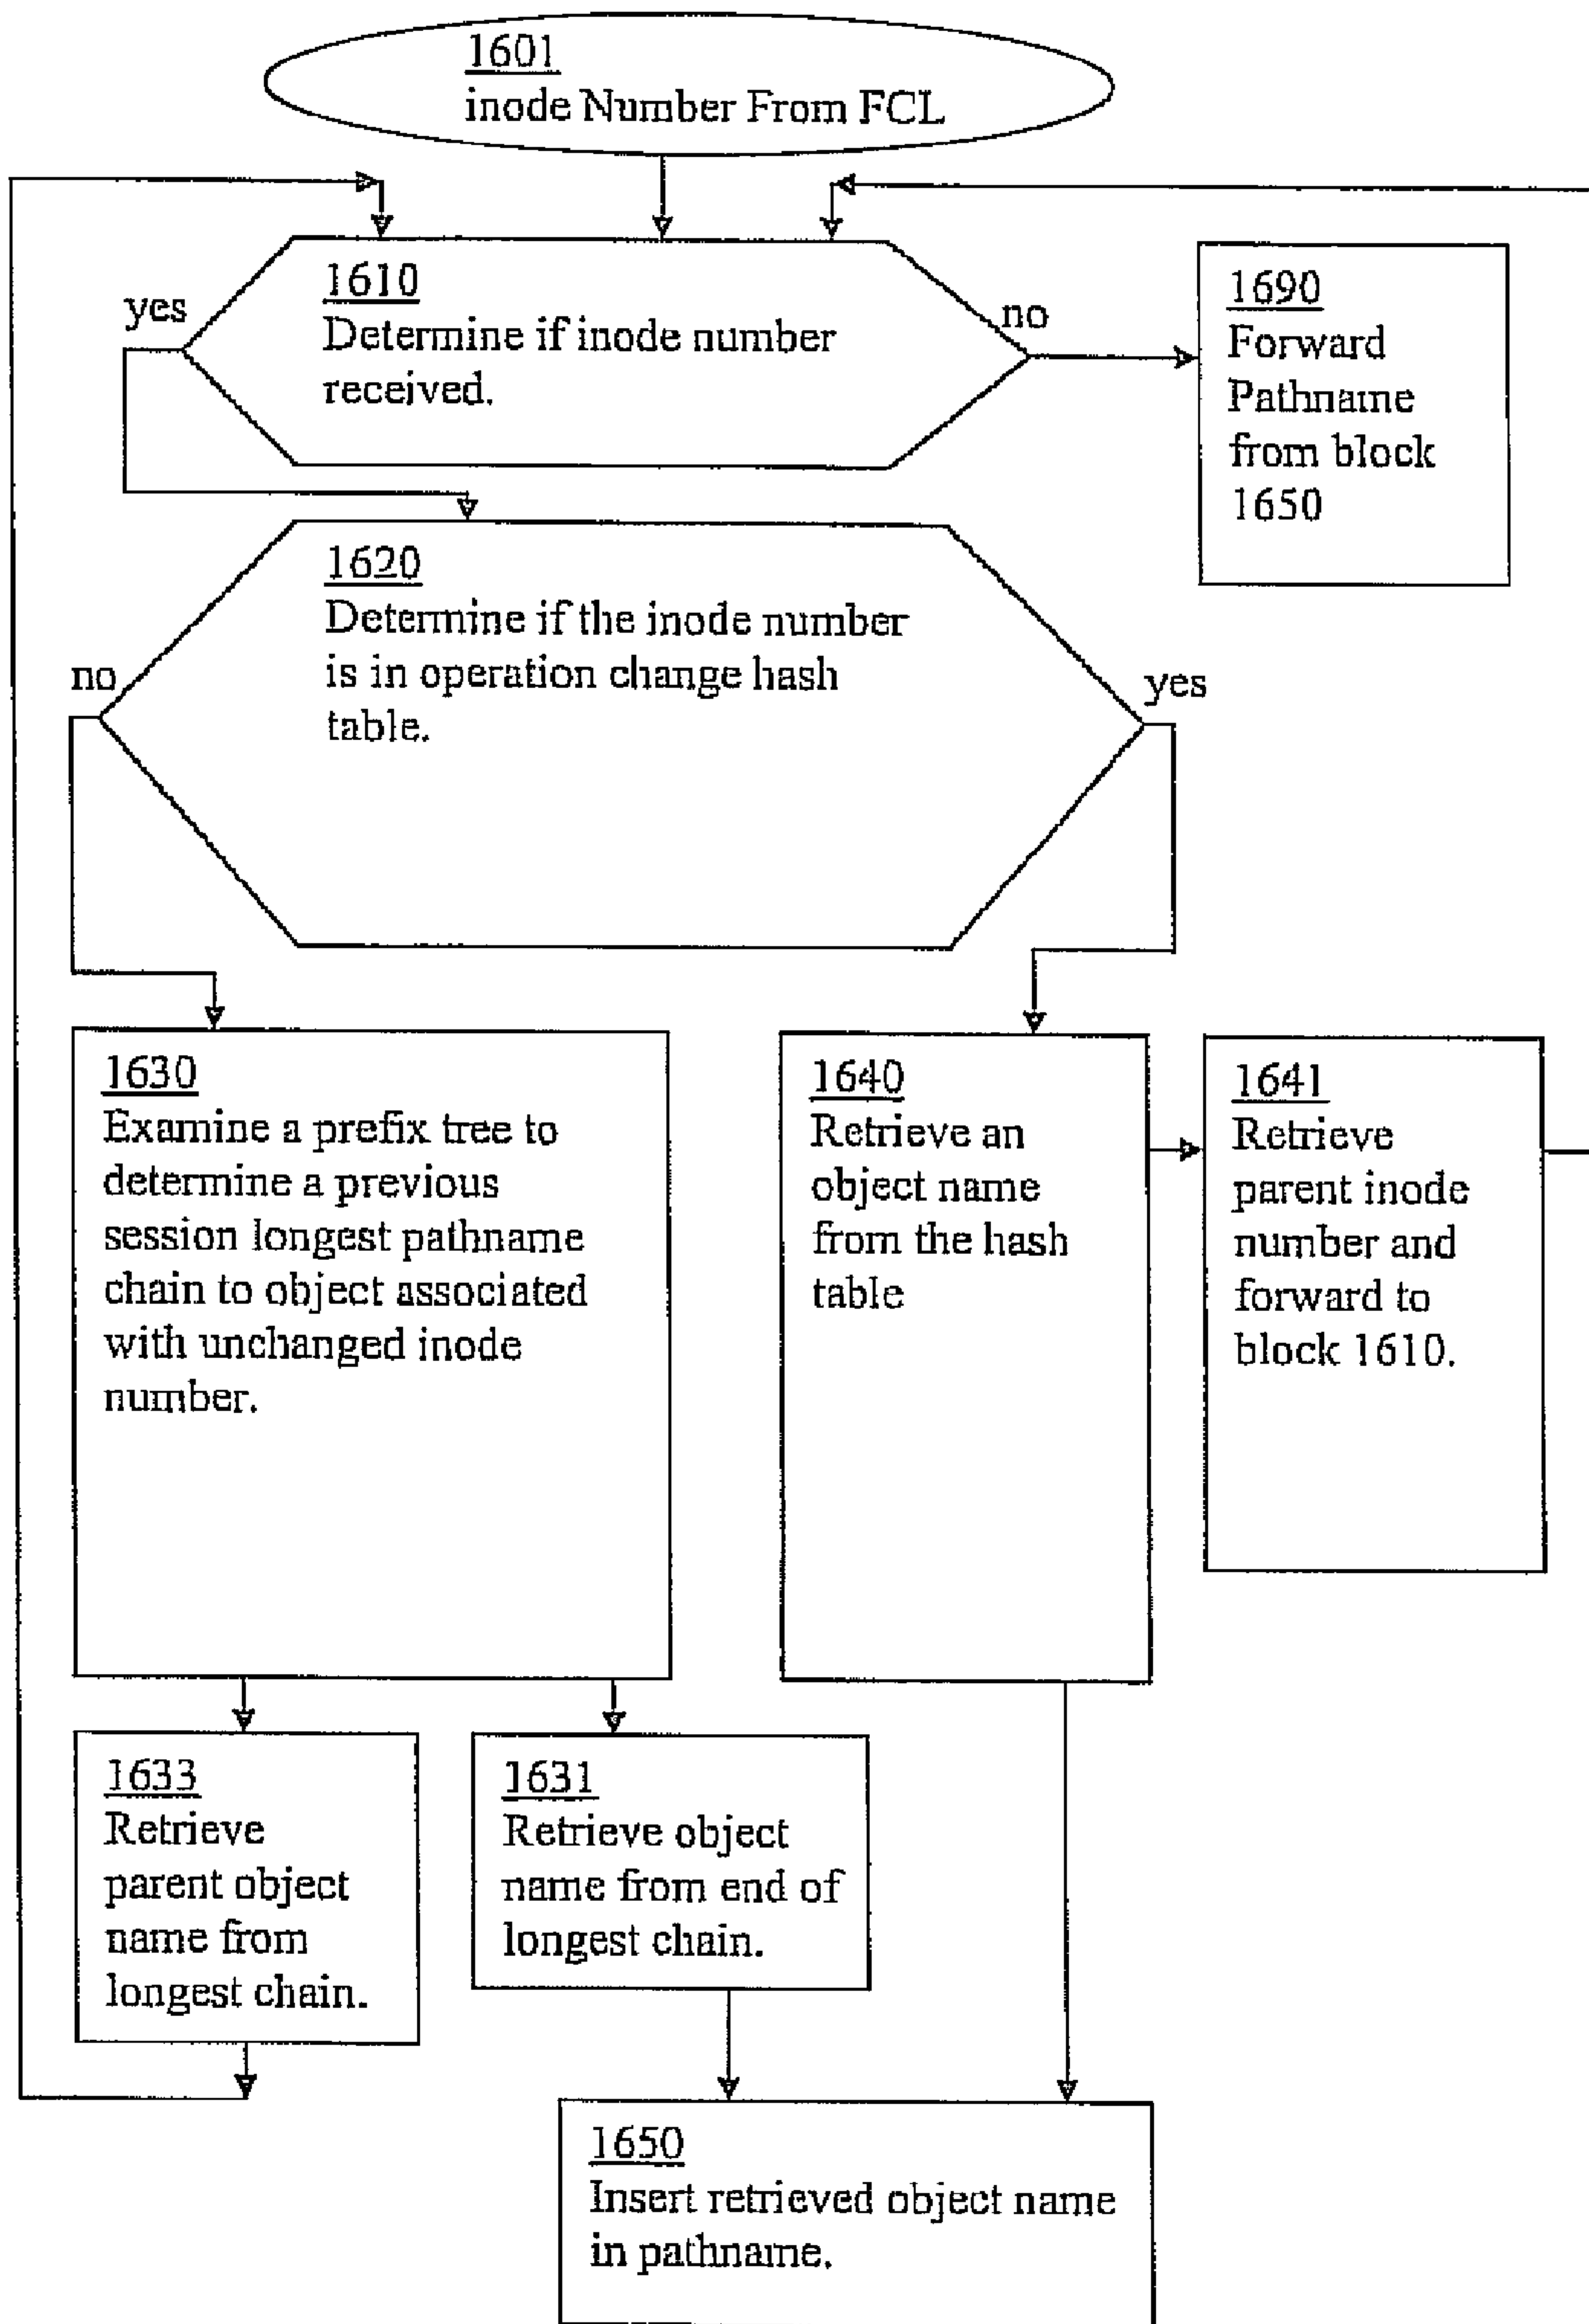 1601
inode Number From FCL
yes
1610
Determine if inode number
received.
no
1690
Forward
Pathname
from block
1650
1620
Determine if the inode number
is in operation change hash
table.
no
yes
1630
Examine a prefix tree to
determine a previous
session longest pathname
chain to object associated
with unchanged inode
number.
1640
Retrieve an
object name
from the hash
table
1641
Retrieve
parent inode
number and
forward to
block 1610.
1633
Retrieve
parent object
name from
longest chain.
1631
Retrieve object
name from end of
longest chain.
1650
Insert retrieved object name
in pathname.